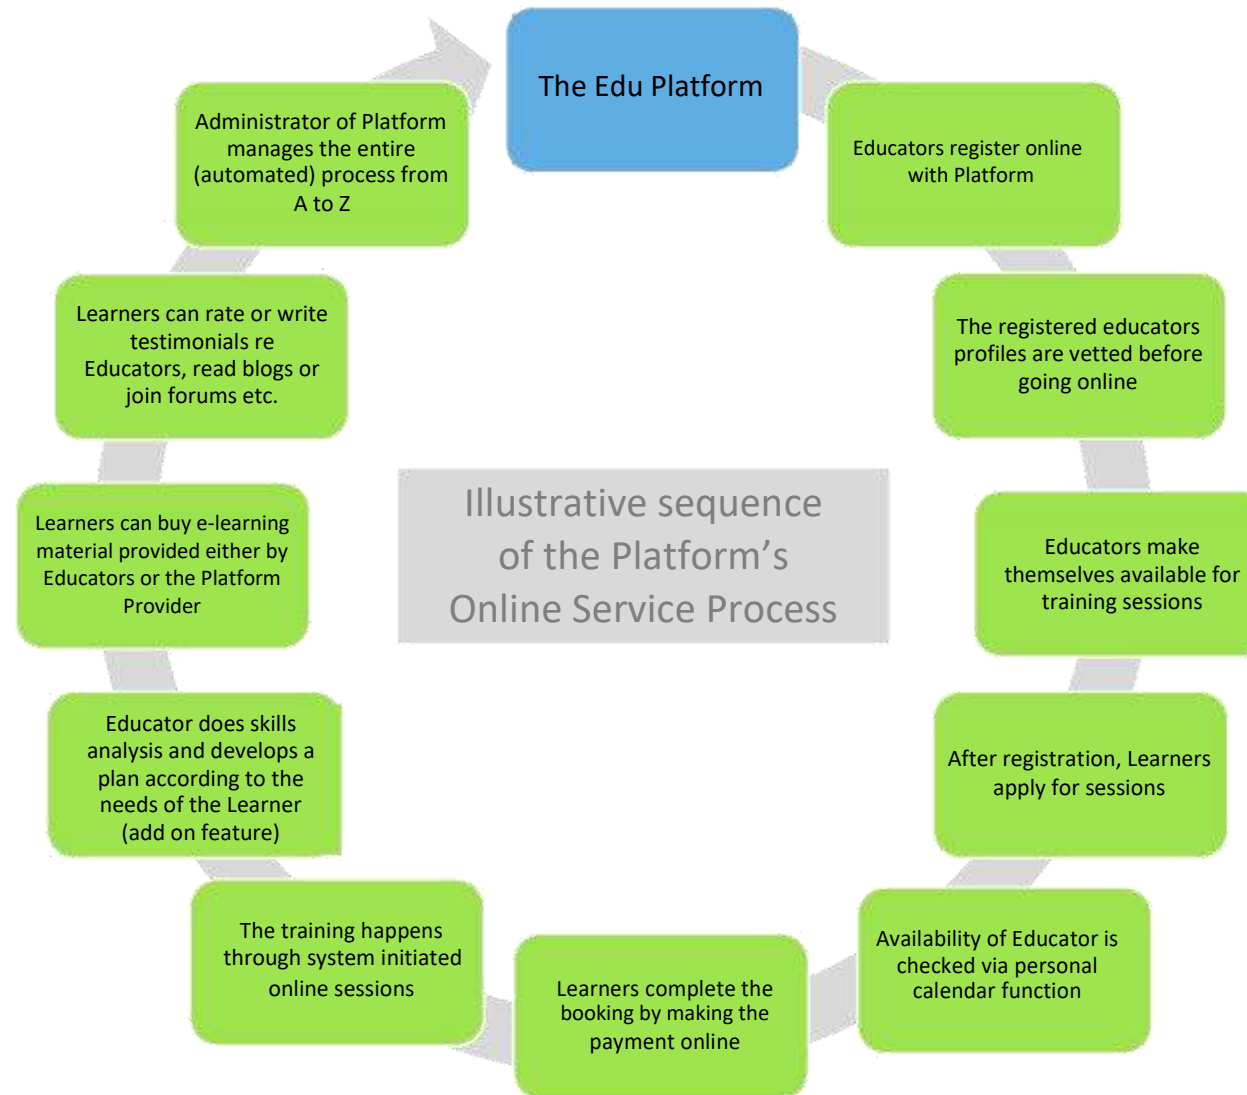 The Edu Platform
Educators register online
with Platform
The registered educators
profiles are vetted before
going online
Educators make
themselves available for
training sessions
After registration, Learners
apply for sessions
Availability of Educator is
checked via personal
calendar function
Learners complete the
booking by making the
payment online
The training happens
through system initiated
online sessions
Educator does skills
analysis and develops a
plan according to the
needs of the Learner
(add on feature)
Learners can buy e-learning
material provided either by
Educators or the Platform
Provider
Learners can rate or write
testimonials re
Educators, read blogs or
join forums etc.
Administrator of Platform
manages the entire
(automated) process from
A to Z
Illustrative sequence
of the Platform’s
Online Service Process